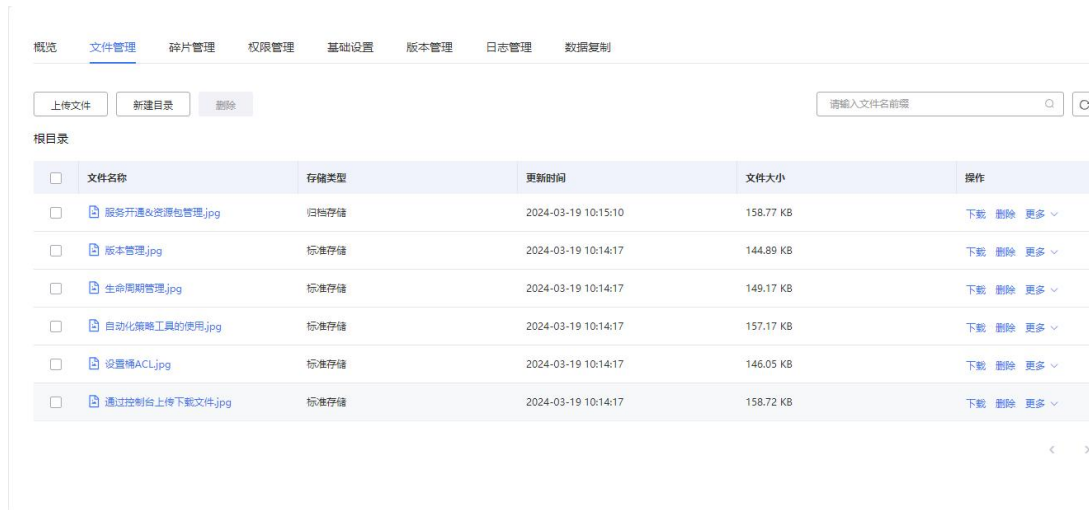 概览 文件管理 碎片管理 权限管理 基础设置 版本管理 日志管理 数据复制
上传文件 新建目录 删除 请输入文件名前缀
根目录
文件名称 存储类型 更新时间 文件大小 操作
服务开通&资源包管理.jpg 归档存储 2024-03-19 10:15:10 158.77 KB 下载 删除 更多
版本管理.jpg 标准存储 2024-03-19 10:14:17 144.89 KB 下载 删除 更多
生命周期管理.jpg 标准存储 2024-03-19 10:14:17 149.17 KB 下载 删除 更多
自动化策略工具的使用.jpg 标准存储 2024-03-19 10:14:17 157.17 KB 下载 删除 更多
设置桶ACL.jpg 标准存储 2024-03-19 10:14:17 146.05 KB 下载 删除 更多
通过控制台上传下载文件.jpg 标准存储 2024-03-19 10:14:17 158.72 KB 下载 删除 更多